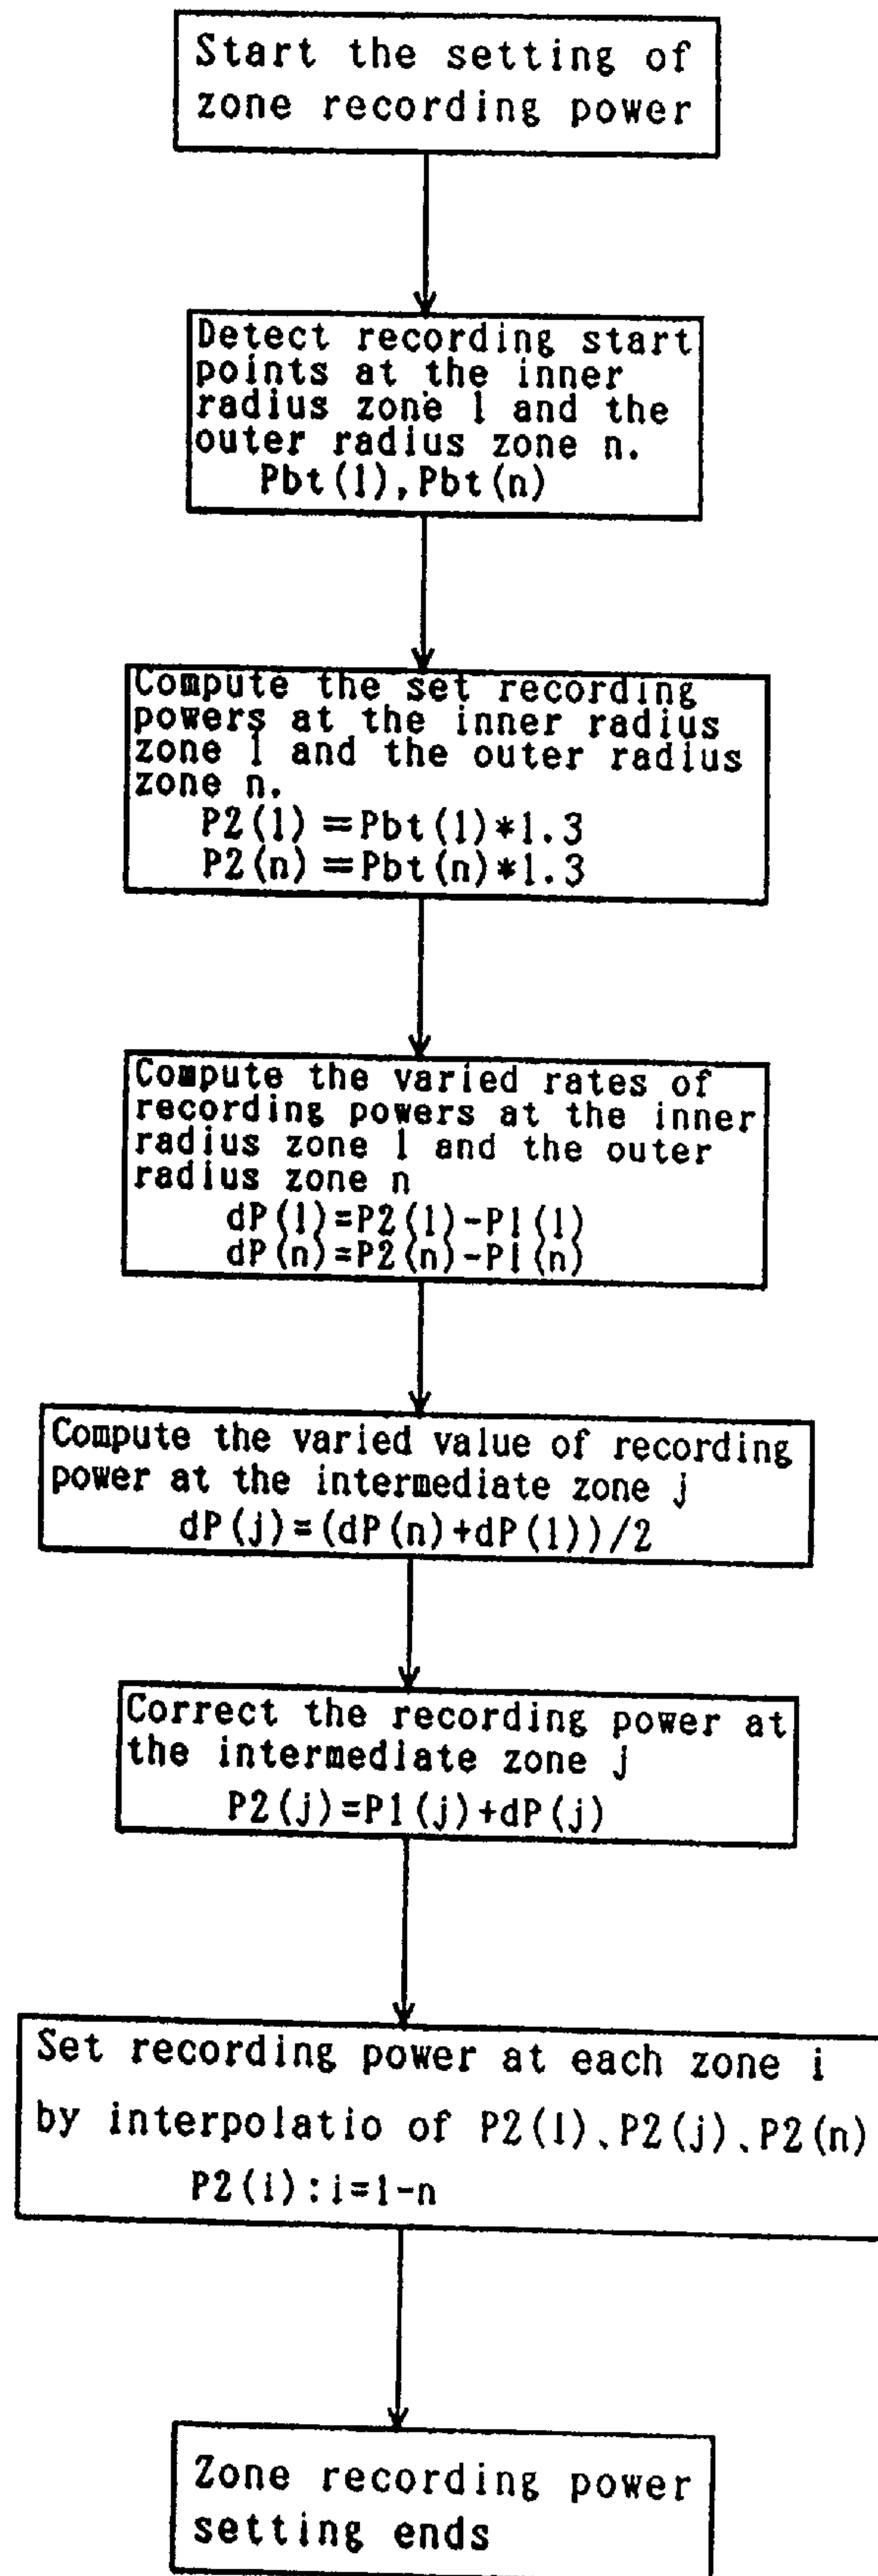 Start the setting of
zone recording power
Detect recording start
points at the inner
radius zone 1 and the
outer radius zone n.
Pbt(1),Pbt(n)
Compute the set recording
powers at the inner radius
zone 1 and the outer radius
zone n.
P2(1)=Pbt(1)*1.3
P2(n)=Pbt(n)*1.3
Compute the varied rates of
recording powers at the inner
radius zone 1 and the outer
radius zone n
dP(1)=P2(1)-P1(1)
dP(n)=P2(n)-P1(n)
Compute the varied value of recording
power at the intermediate zone j
dP(j)=(dP(n)+dP(1))/2
Correct the recording power at
the intermediate zone j
P2(j)=P1(j)+dP(j)
Set recording power at each zone i
by interpolatio of P2(1)、P2(j)、P2(n)
P2(i):i=1-n
Zone recording power
setting ends